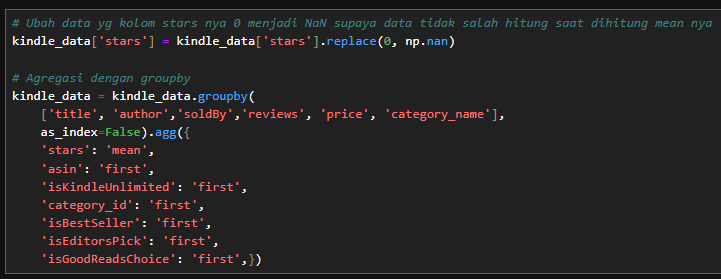 # Ubah data yg kolom stars nya 0 menjadi NaN supaya data tidak salah hitung saat dihitung mean nya
kindle_data['stars'] = kindle_data['stars'].replace(0, np.nan)
# Agregasi dengan groupby
kindle_data = kindle_data.groupby(
['title', 'author','soldBy','reviews', 'price', 'category_name'],
as_index=False).agg({
'stars': 'mean',
'asin': 'first',
'isKindleUnlimited': 'first',
'category_id': 'first',
'isBestSeller': 'first',
'isEditorsPick': 'first',
'isGoodReadsChoice': 'first',})